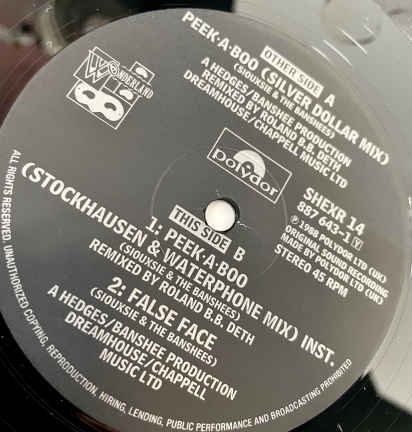 OTHER SIDE A
PEEK·A·BOO (SILVER DOLLAR MIX)
(SIOUXSIE & THE BANSHEES)
A HEDGES/BANSHEE PRODUCTION
REMIXED BY ROLAND B.B. DETH
DREAMHOUSE/CHAPPELL
MUSIC LTD
WONDERLAND
polydor
SHEXR 14
887 643-1 Y
℗ 1988 POLYDOR LTD (UK)
ORIGINAL SOUND RECORDING
MADE BY POLYDOR LTD (UK)
STEREO 45 RPM
THIS SIDE B
1: PEEK·A·BOO
(STOCKHAUSEN & WATERPHONE MIX) INST.
(SIOUXSIE & THE BANSHEES)
REMIXED BY ROLAND B.B. DETH
2: FALSE FACE
(SIOUXSIE & THE BANSHEES)
A HEDGES/BANSHEE PRODUCTION
DREAMHOUSE/CHAPPELL
MUSIC LTD
ALL RIGHTS RESERVED. UNAUTHORIZED COPYING, REPRODUCTION, HIRING, LENDING, PUBLIC PERFORMANCE AND BROADCASTING PROHIBITED